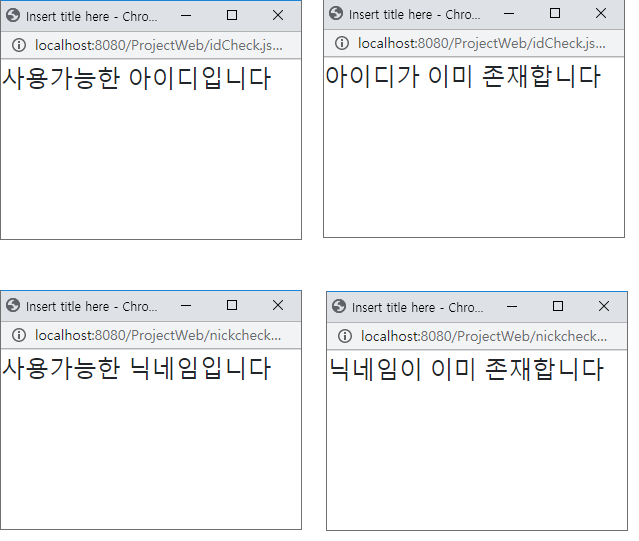 Insert title here - Chro...
localhost:8080/ProjectWeb/idCheck.js...
사용가능한 아이디입니다
Insert title here - Chro...
localhost:8080/ProjectWeb/idCheck.js...
아이디가 이미 존재합니다
Insert title here - Chro...
localhost:8080/ProjectWeb/nickcheck...
사용가능한 닉네임입니다
Insert title here - Chro...
localhost:8080/ProjectWeb/nickcheck...
닉네임이 이미 존재합니다